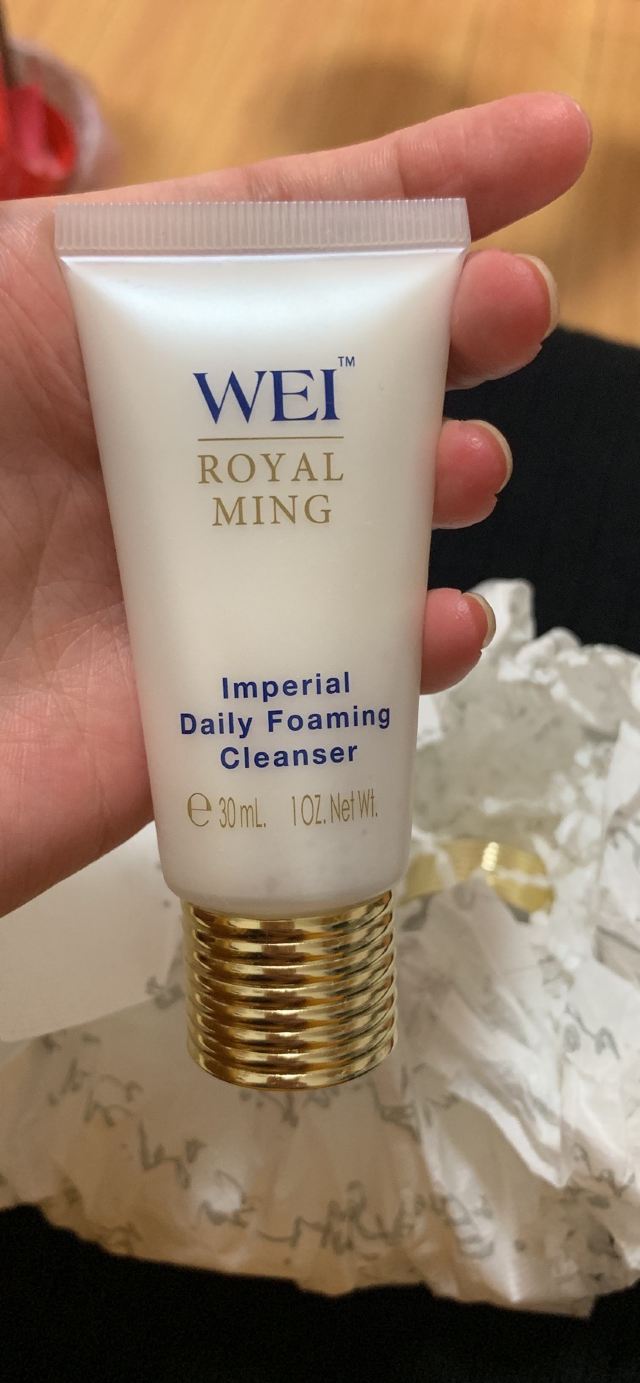 WEI™
ROYAL
MING
Imperial
Daily Foaming
Cleanser
℮ 30 mL. 1 OZ. Net Wt.